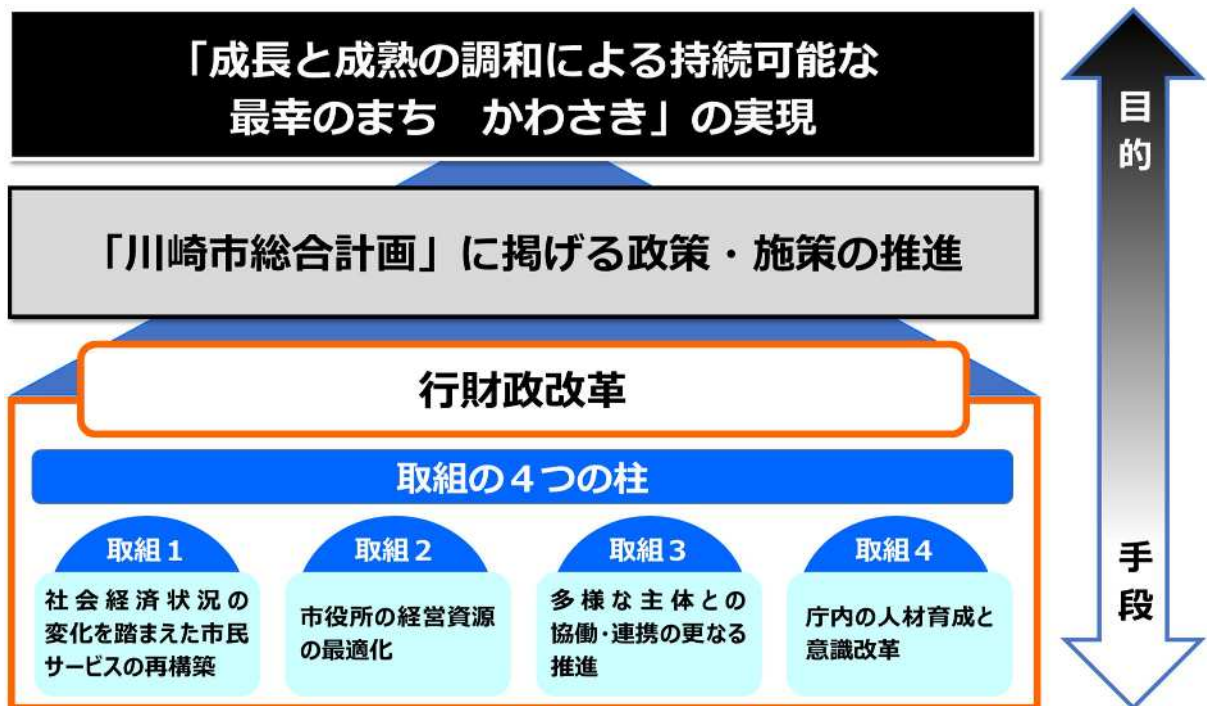 「成長と成熟の調和による持続可能な
最幸のまち　かわさき」の実現
目的
「川崎市総合計画」に掲げる政策・施策の推進
行財政改革
取組の４つの柱
取組１
社会経済状況の
変化を踏まえた市民
サービスの再構築
取組２
市役所の経営資源
の最適化
取組３
多様な主体との
協働・連携の更なる
推進
取組４
庁内の人材育成と
意識改革
手段